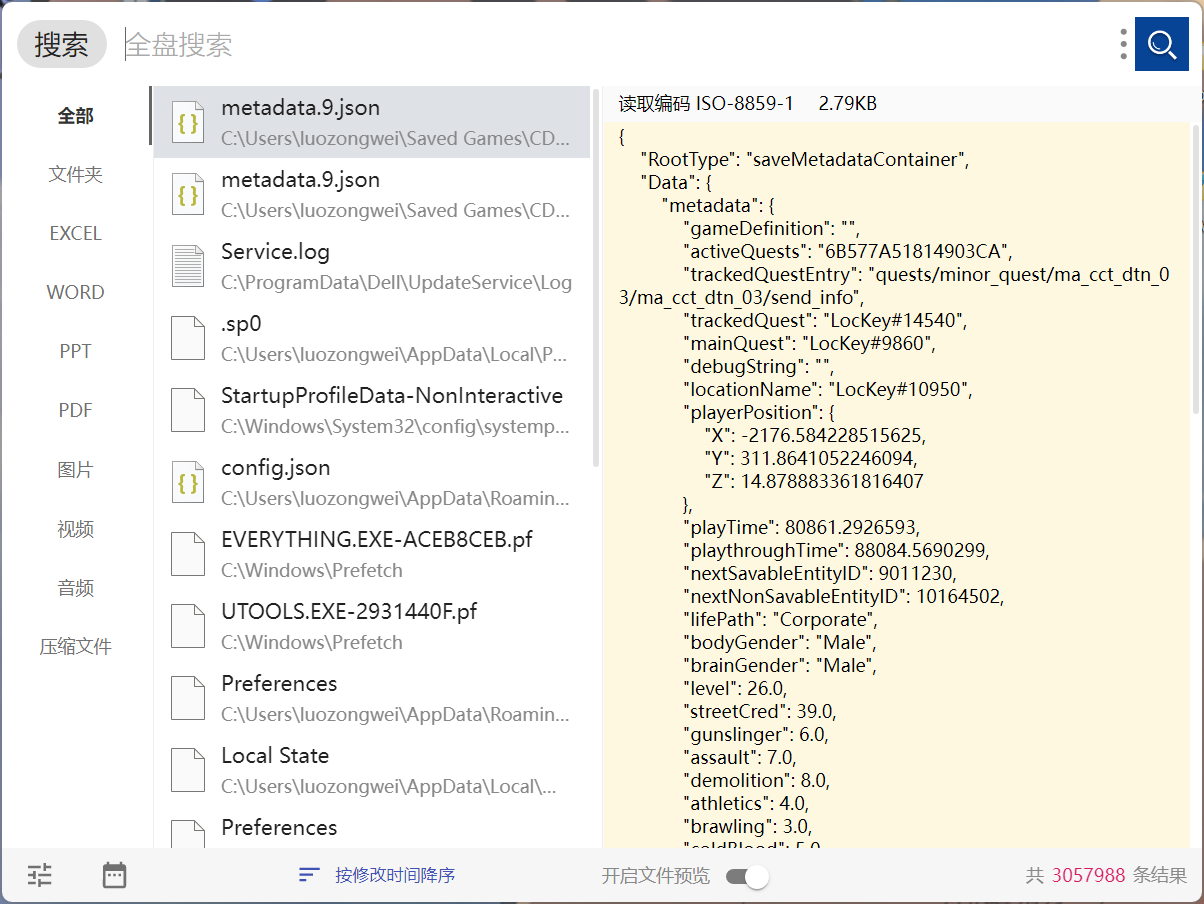 搜索
全盘搜索
全部
文件夹
EXCEL
WORD
PPT
PDF
图片
视频
音频
压缩文件
metadata.9.json
C:\Users\luozongwei\Saved Games\CD...
metadata.9.json
C:\Users\luozongwei\Saved Games\CD...
Service.log
C:\ProgramData\Dell\UpdateService\Log
.sp0
C:\Users\luozongwei\AppData\Local\P...
StartupProfileData-NonInteractive
C:\Windows\System32\config\systemp...
config.json
C:\Users\luozongwei\AppData\Roamin...
EVERYTHING.EXE-ACEB8CEB.pf
C:\Windows\Prefetch
UTOOLS.EXE-2931440F.pf
C:\Windows\Prefetch
Preferences
C:\Users\luozongwei\AppData\Roamin...
Local State
C:\Users\luozongwei\AppData\Local\...
Preferences
读取编码 ISO-8859-1 2.79KB
{
"RootType": "saveMetadataContainer",
"Data": {
"metadata": {
"gameDefinition": "",
"activeQuests": "6B577A51814903CA",
"trackedQuestEntry": "quests/minor_quest/ma_cct_dtn_0
3/ma_cct_dtn_03/send_info",
"trackedQuest": "LocKey#14540",
"mainQuest": "LocKey#9860",
"debugString": "",
"locationName": "LocKey#10950",
"playerPosition": {
"X": -2176.584228515625,
"Y": 311.8641052246094,
"Z": 14.878883361816407
},
"playTime": 80861.2926593,
"playthroughTime": 88084.5690299,
"nextSavableEntityID": 9011230,
"nextNonSavableEntityID": 10164502,
"lifePath": "Corporate",
"bodyGender": "Male",
"brainGender": "Male",
"level": 26.0,
"streetCred": 39.0,
"gunslinger": 6.0,
"assault": 7.0,
"demolition": 8.0,
"athletics": 4.0,
"brawling": 3.0,
"coldBlood": 5.0
按修改时间降序
开启文件预览
共 3057988 条结果